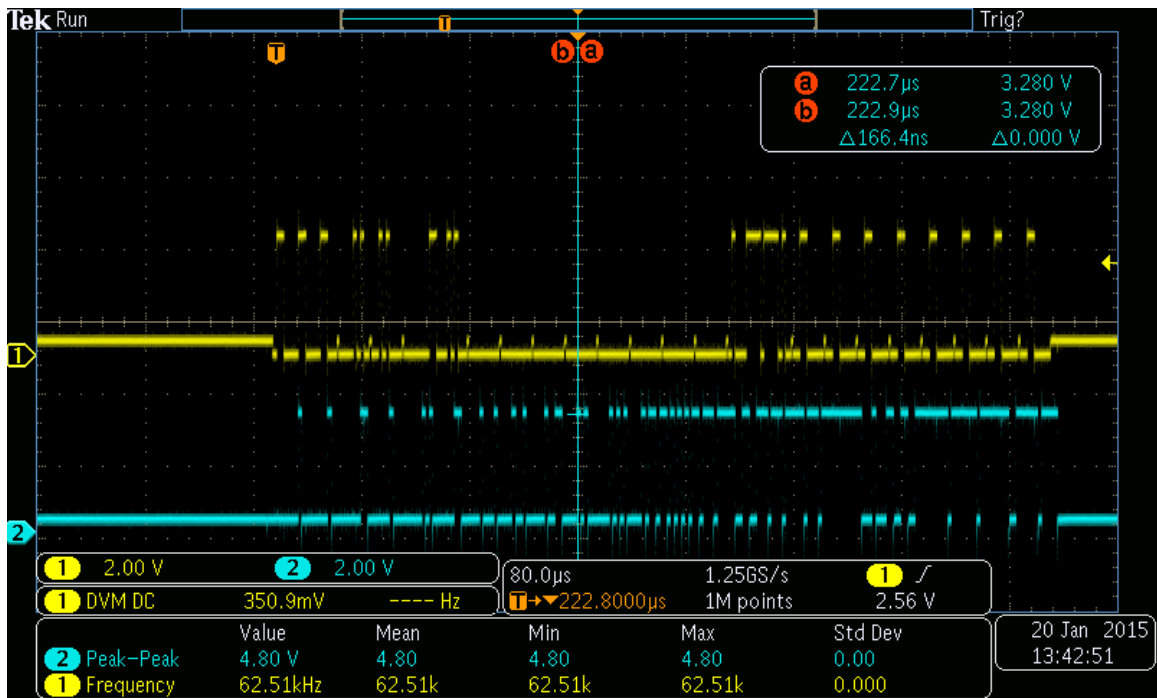 Tek Run Trig?
T
T b a
a 222.7µs 3.280 V
b 222.9µs 3.280 V
△166.4ns △0.000 V
1
2
1 2.00 V 2 2.00 V
80.0µs 1.25GS/s 1 ∫
T→▼222.8000µs 1M points 2.56 V
1 DVM DC 350.9mV ---- Hz
Value Mean Min Max Std Dev
2 Peak-Peak 4.80 V 4.80 4.80 4.80 0.00
1 Frequency 62.51kHz 62.51k 62.51k 62.51k 0.000
20 Jan 2015
13:42:51